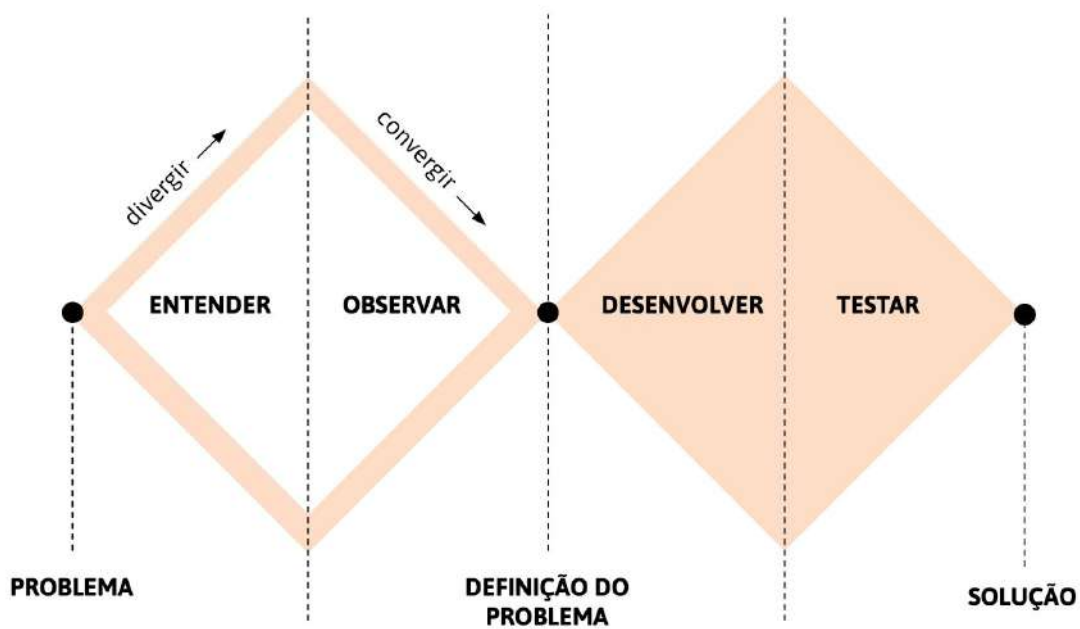 divergir
convergir
ENTENDER
OBSERVAR
DESENVOLVER
TESTAR
PROBLEMA
DEFINIÇÃO DO
PROBLEMA
SOLUÇÃO